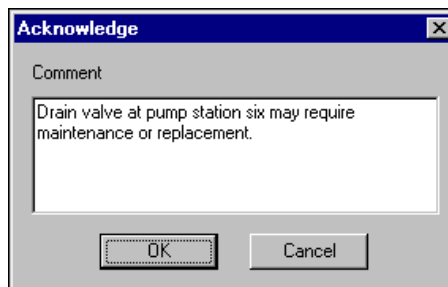 Acknowledge
Comment
Drain valve at pump station six may require
maintenance or replacement.
OK
Cancel